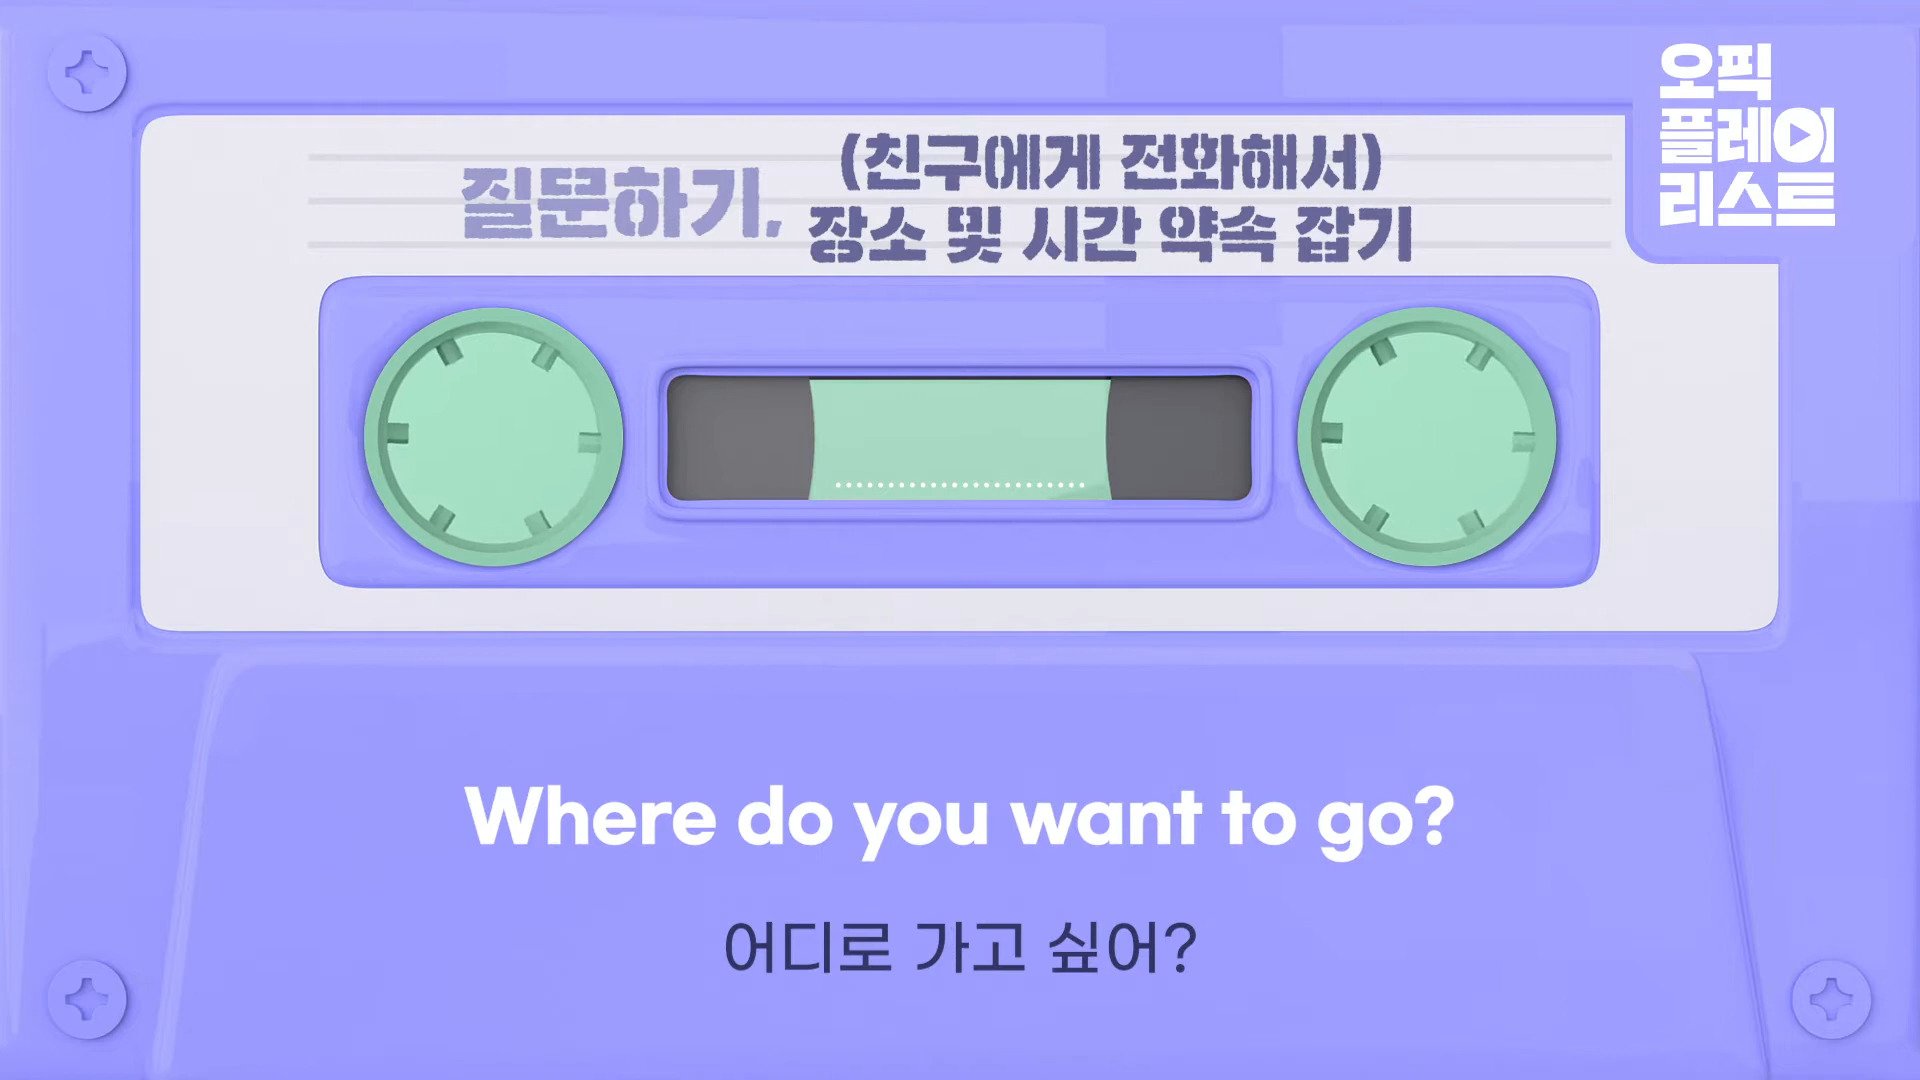 오픽
플레이
리스트
질문하기,
(친구에게 전화해서)
장소 및 시간 약속 잡기
Where do you want to go?
어디로 가고 싶어?